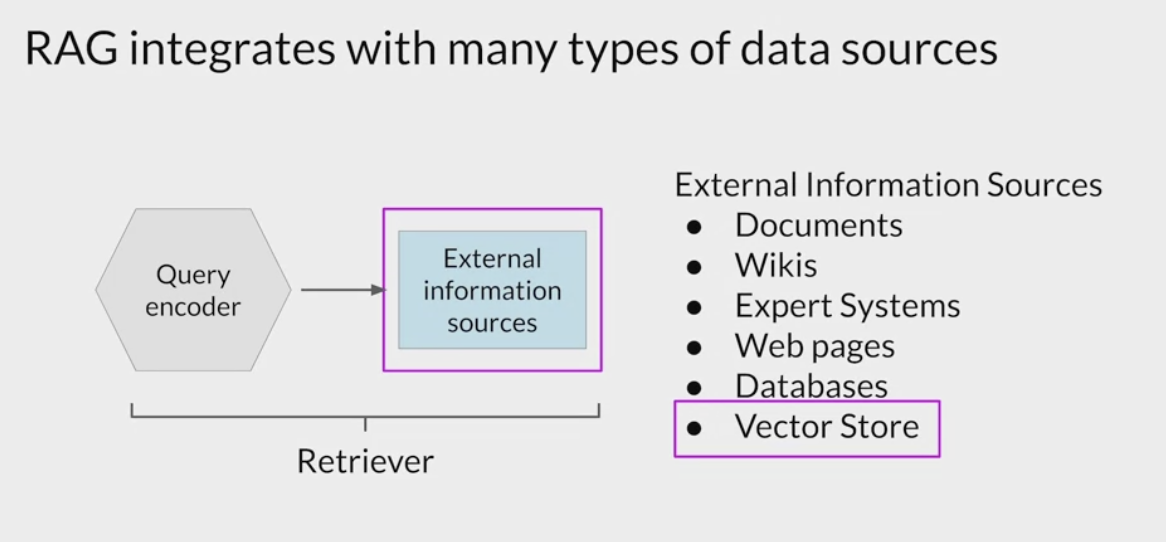 RAG integrates with many types of data sources
Query
encoder
External
information
sources
Retriever
External Information Sources
● Documents
● Wikis
● Expert Systems
● Web pages
● Databases
● Vector Store